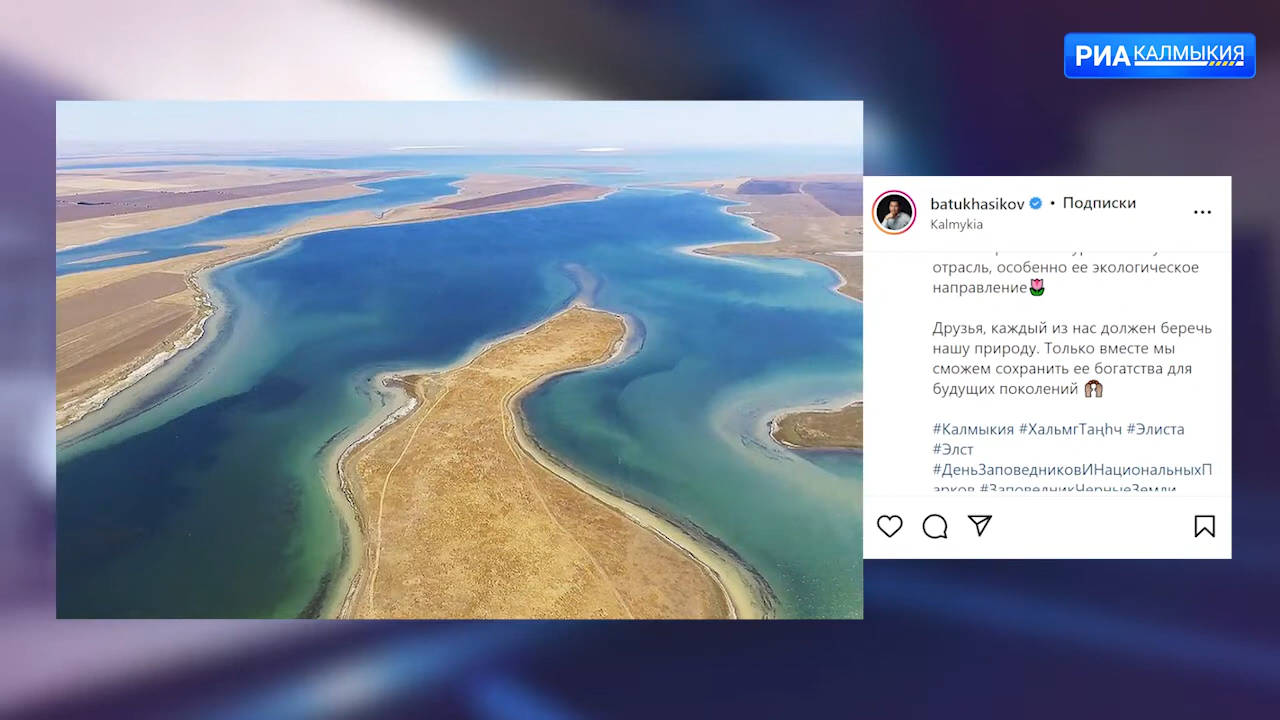 РИА КАЛМЫКИЯ
batukhasikov • Подписки
Kalmykia
отрасль, особенно ее экологическое
направление🌷
Друзья, каждый из нас должен беречь
нашу природу. Только вместе мы
сможем сохранить ее богатства для
будущих поколений
#Калмыкия #ХальмгТаңһч #Элиста
#Элст
#ДеньЗаповедниковИНациональныхП
арков #ЗаповедникЧерныеЗемли